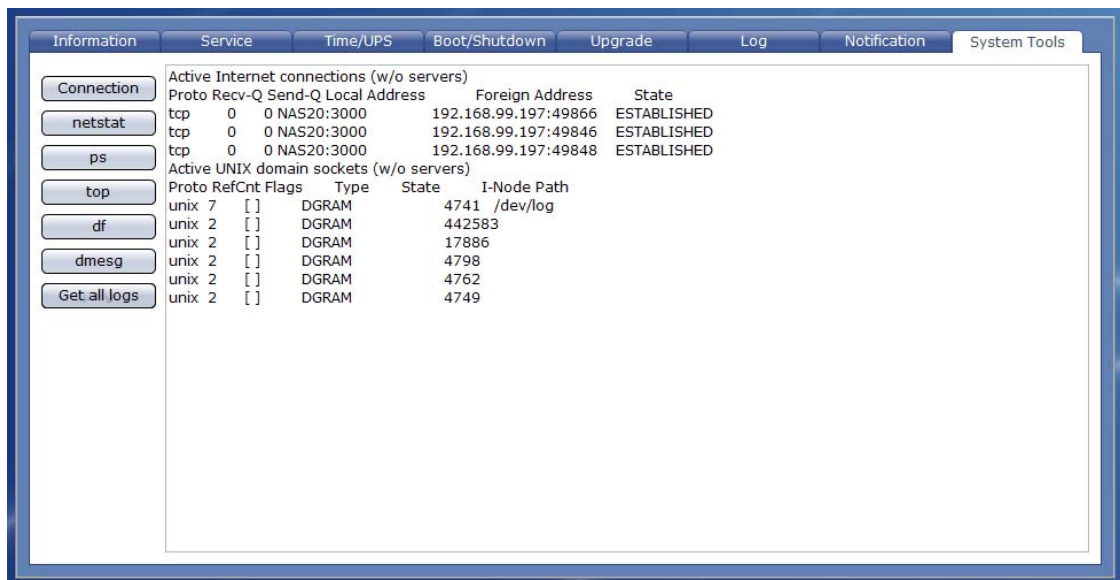 Information Service Time/UPS Boot/Shutdown Upgrade Log Notification System Tools
Connection
netstat
ps
top
df
dmesg
Get all logs
Active Internet connections (w/o servers)
Proto Recv-Q Send-Q Local Address Foreign Address State
tcp 0 0 NAS20:3000 192.168.99.197:49866 ESTABLISHED
tcp 0 0 NAS20:3000 192.168.99.197:49846 ESTABLISHED
tcp 0 0 NAS20:3000 192.168.99.197:49848 ESTABLISHED
Active UNIX domain sockets (w/o servers)
Proto RefCnt Flags Type State I-Node Path
unix 7 [ ] DGRAM 4741 /dev/log
unix 2 [ ] DGRAM 442583
unix 2 [ ] DGRAM 17886
unix 2 [ ] DGRAM 4798
unix 2 [ ] DGRAM 4762
unix 2 [ ] DGRAM 4749